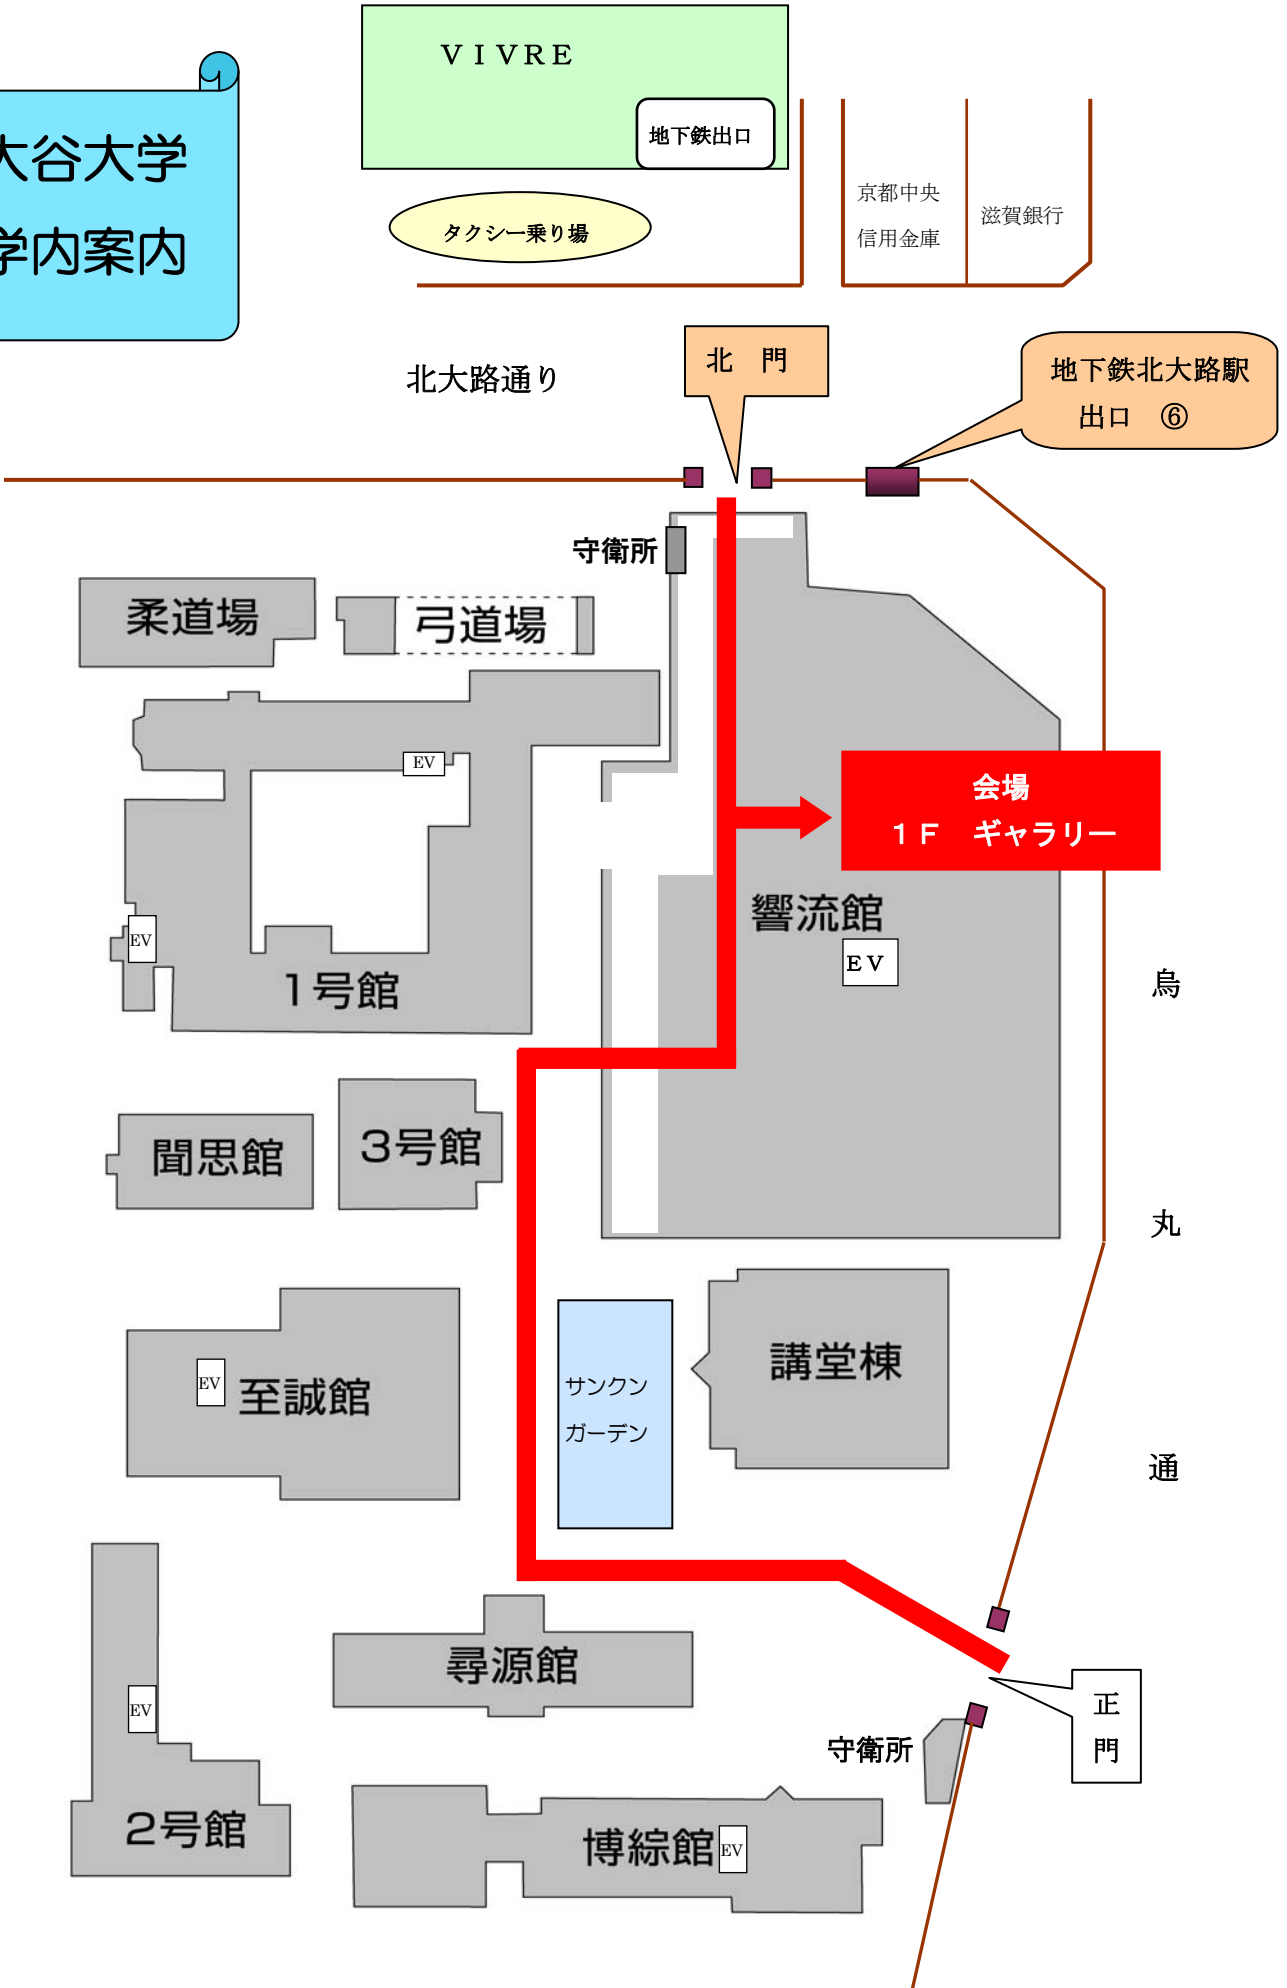 ＶＩＶＲＥ
地下鉄出口
大谷大学
学内案内
京都中央
信用金庫
滋賀銀行
タクシー乗り場
北大路通り
北　門
地下鉄北大路駅
出口　⑥
守衛所
柔道場
弓道場
EV
会場
１Ｆ　ギャラリー
響流館
ＥＶ
EV
1号館
烏
丸
通
聞思館
3号館
サンクン
ガーデン
講堂棟
EV
至誠館
尋源館
EV
2号館
正
門
守衛所
博綜館
EV